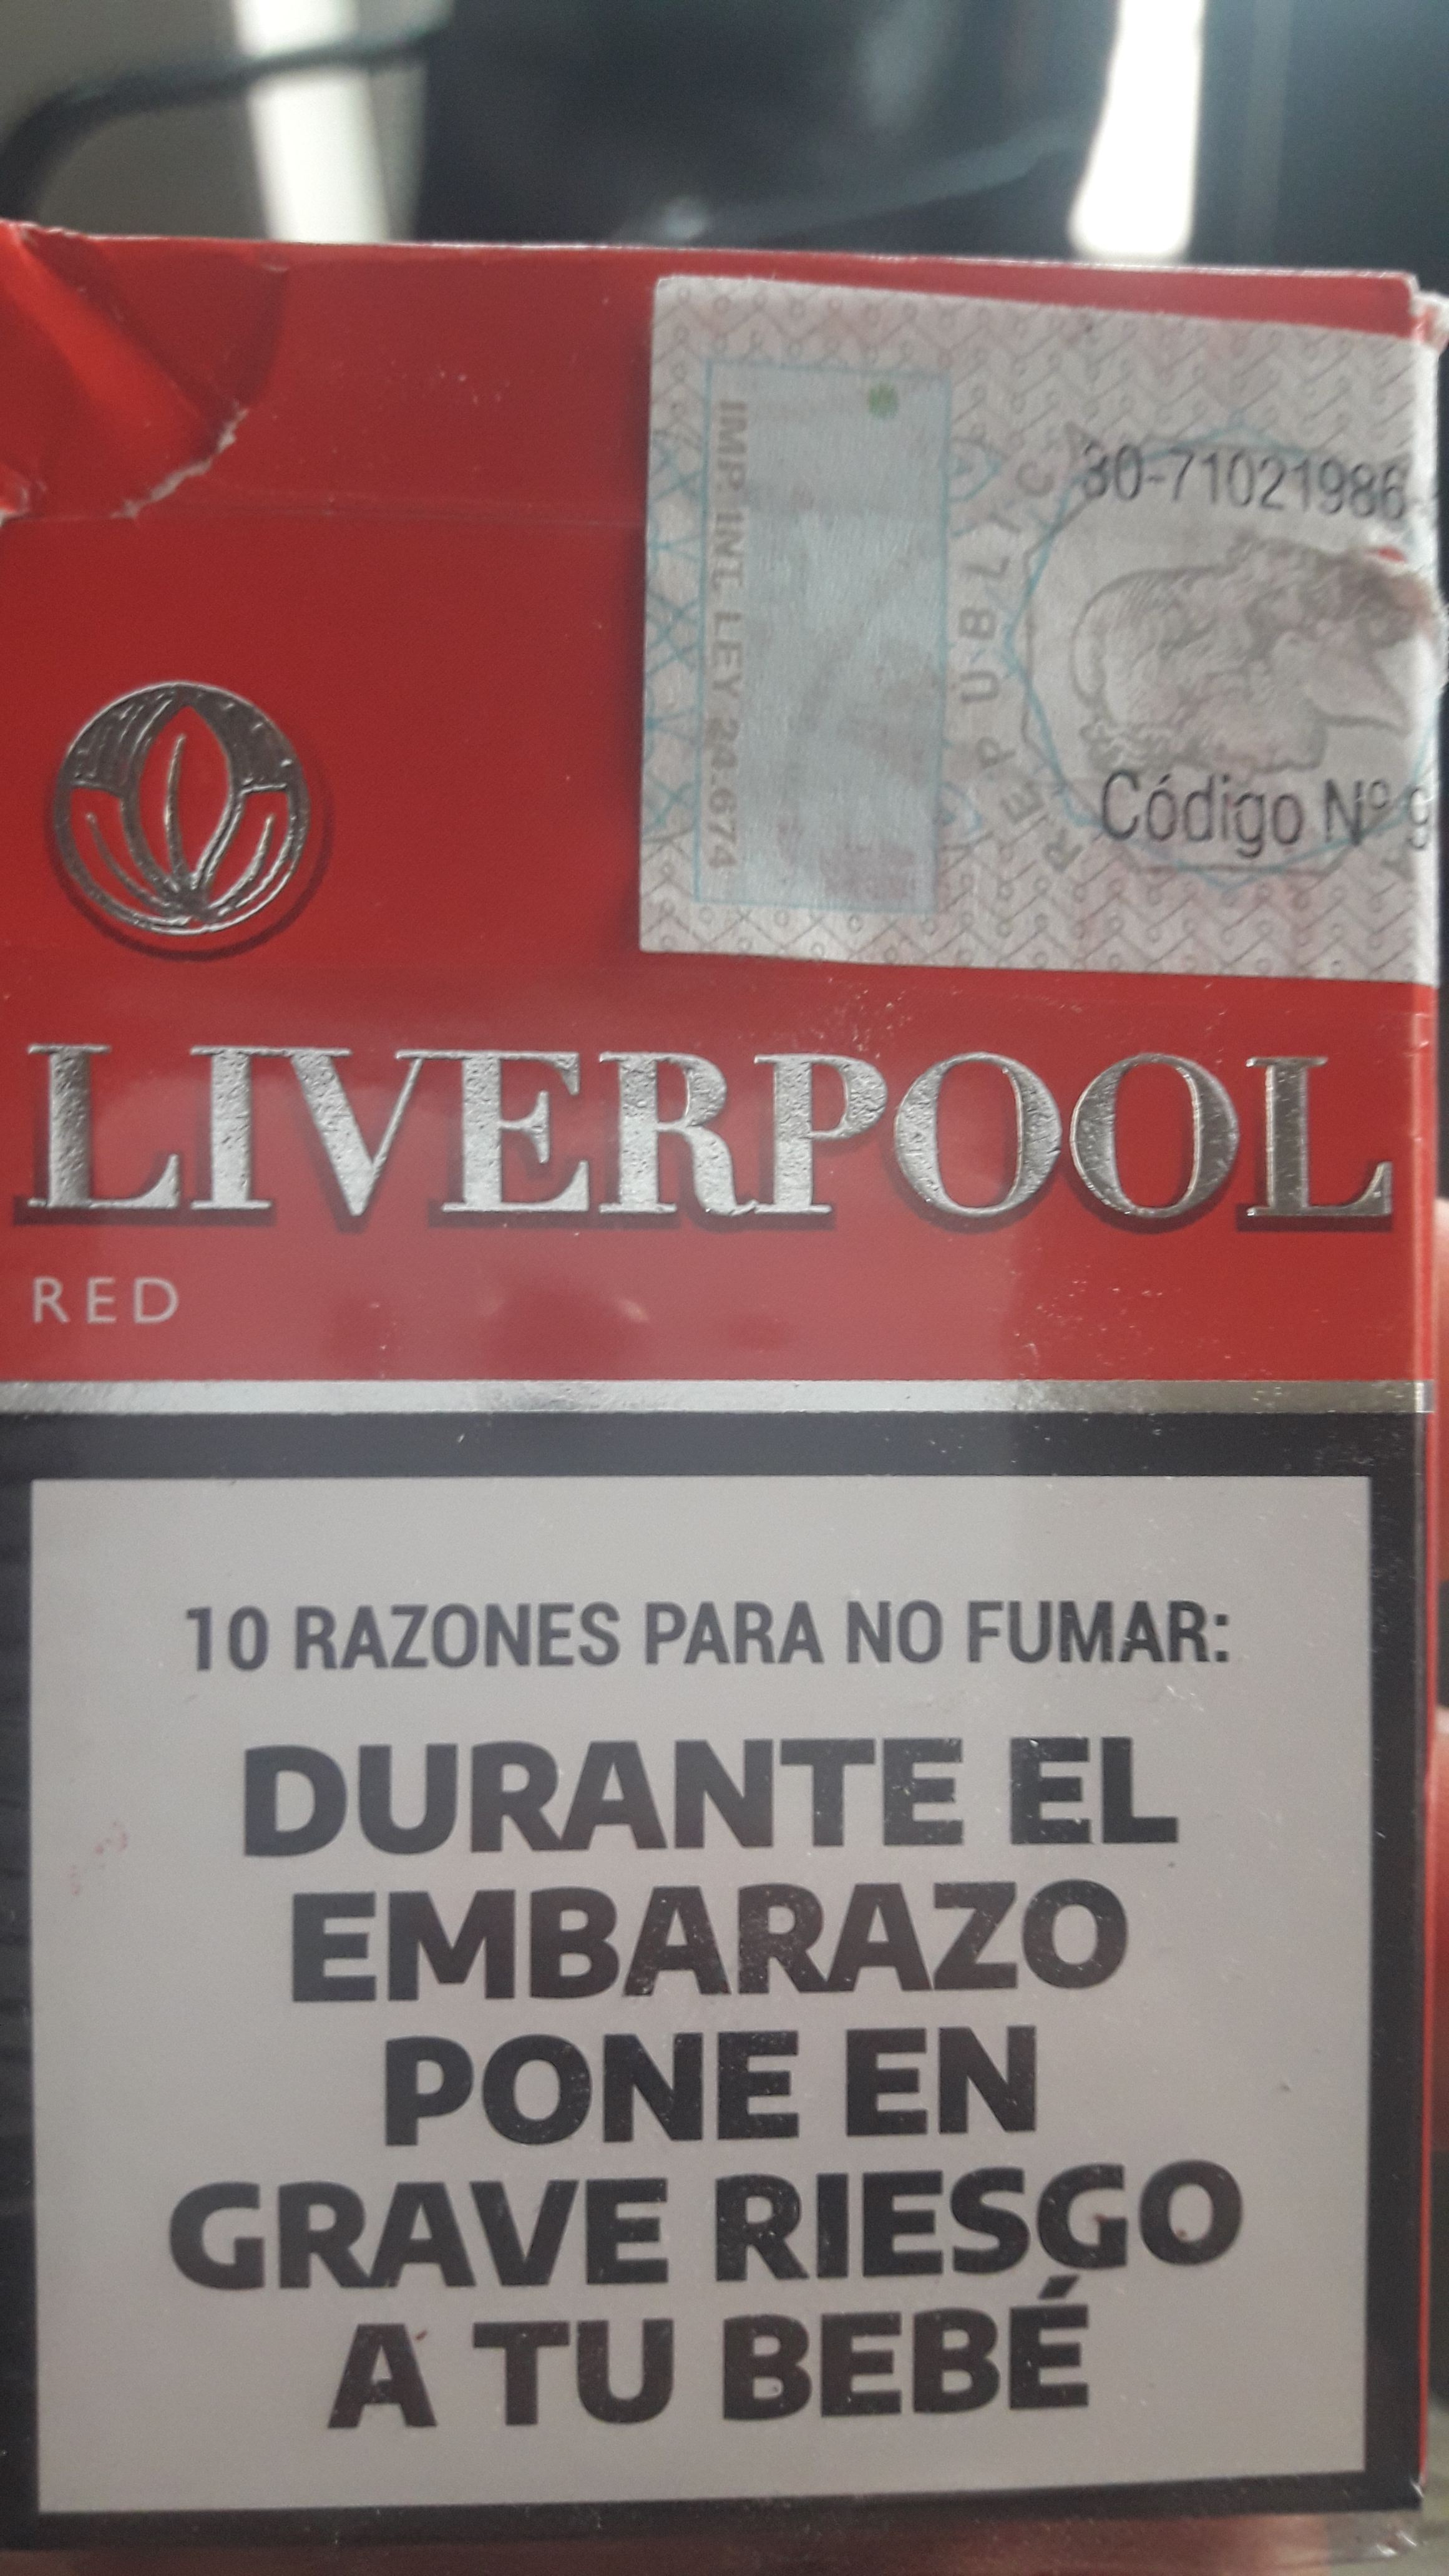 IMP. INT. LEY 24.674
REPUBLICA
30-71021986
Código Nº 9
LIVERPOOL
RED
10 RAZONES PARA NO FUMAR:
DURANTE EL
EMBARAZO
PONE EN
GRAVE RIESGO
A TU BEBÉ